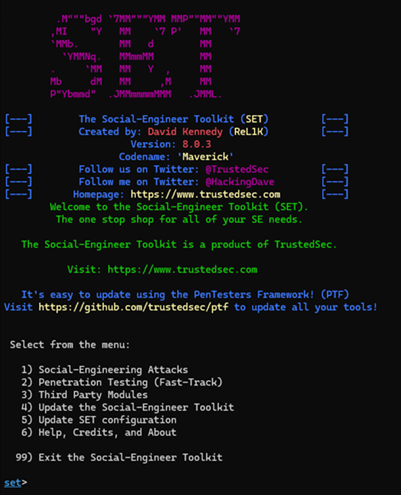 .M"""bgd `7MM"""YMM MMP""MM""YMM
,MI    "Y   MM    `7 P'   MM   `7
`MMb.       MM   d        MM
`YMMNq.   MMmmMM        MM
.     `MM   MM   Y  ,     MM
Mb     dM   MM     ,M     MM
P"Ybmmd"  .JMMmmmmMMM   .JMML.
[---]        The Social-Engineer Toolkit (SET)         [---]
[---]        Created by: David Kennedy (ReL1K)         [---]
Version: 8.0.3
Codename: 'Maverick'
[---]        Follow us on Twitter: @TrustedSec         [---]
[---]        Follow me on Twitter: @HackingDave        [---]
[---]       Homepage: https://www.trustedsec.com       [---]
Welcome to the Social-Engineer Toolkit (SET).
The one stop shop for all of your SE needs.
The Social-Engineer Toolkit is a product of TrustedSec.
Visit: https://www.trustedsec.com
It's easy to update using the PenTesters Framework! (PTF)
Visit https://github.com/trustedsec/ptf to update all your tools!
Select from the menu:
1) Social-Engineering Attacks
2) Penetration Testing (Fast-Track)
3) Third Party Modules
4) Update the Social-Engineer Toolkit
5) Update SET configuration
6) Help, Credits, and About
99) Exit the Social-Engineer Toolkit
set>